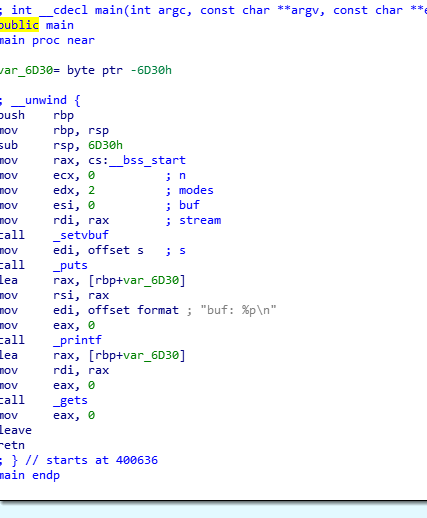 ; int __cdecl main(int argc, const char **argv, const char **e
public main
main proc near
var_6D30= byte ptr -6D30h
; __unwind {
push rbp
mov rbp, rsp
sub rsp, 6D30h
mov rax, cs:__bss_start
mov ecx, 0 ; n
mov edx, 2 ; modes
mov esi, 0 ; buf
mov rdi, rax ; stream
call _setvbuf
mov edi, offset s ; s
call _puts
lea rax, [rbp+var_6D30]
mov rsi, rax
mov edi, offset format ; "buf: %p\n"
mov eax, 0
call _printf
lea rax, [rbp+var_6D30]
mov rdi, rax
mov eax, 0
call _gets
mov eax, 0
leave
retn
; } // starts at 400636
main endp